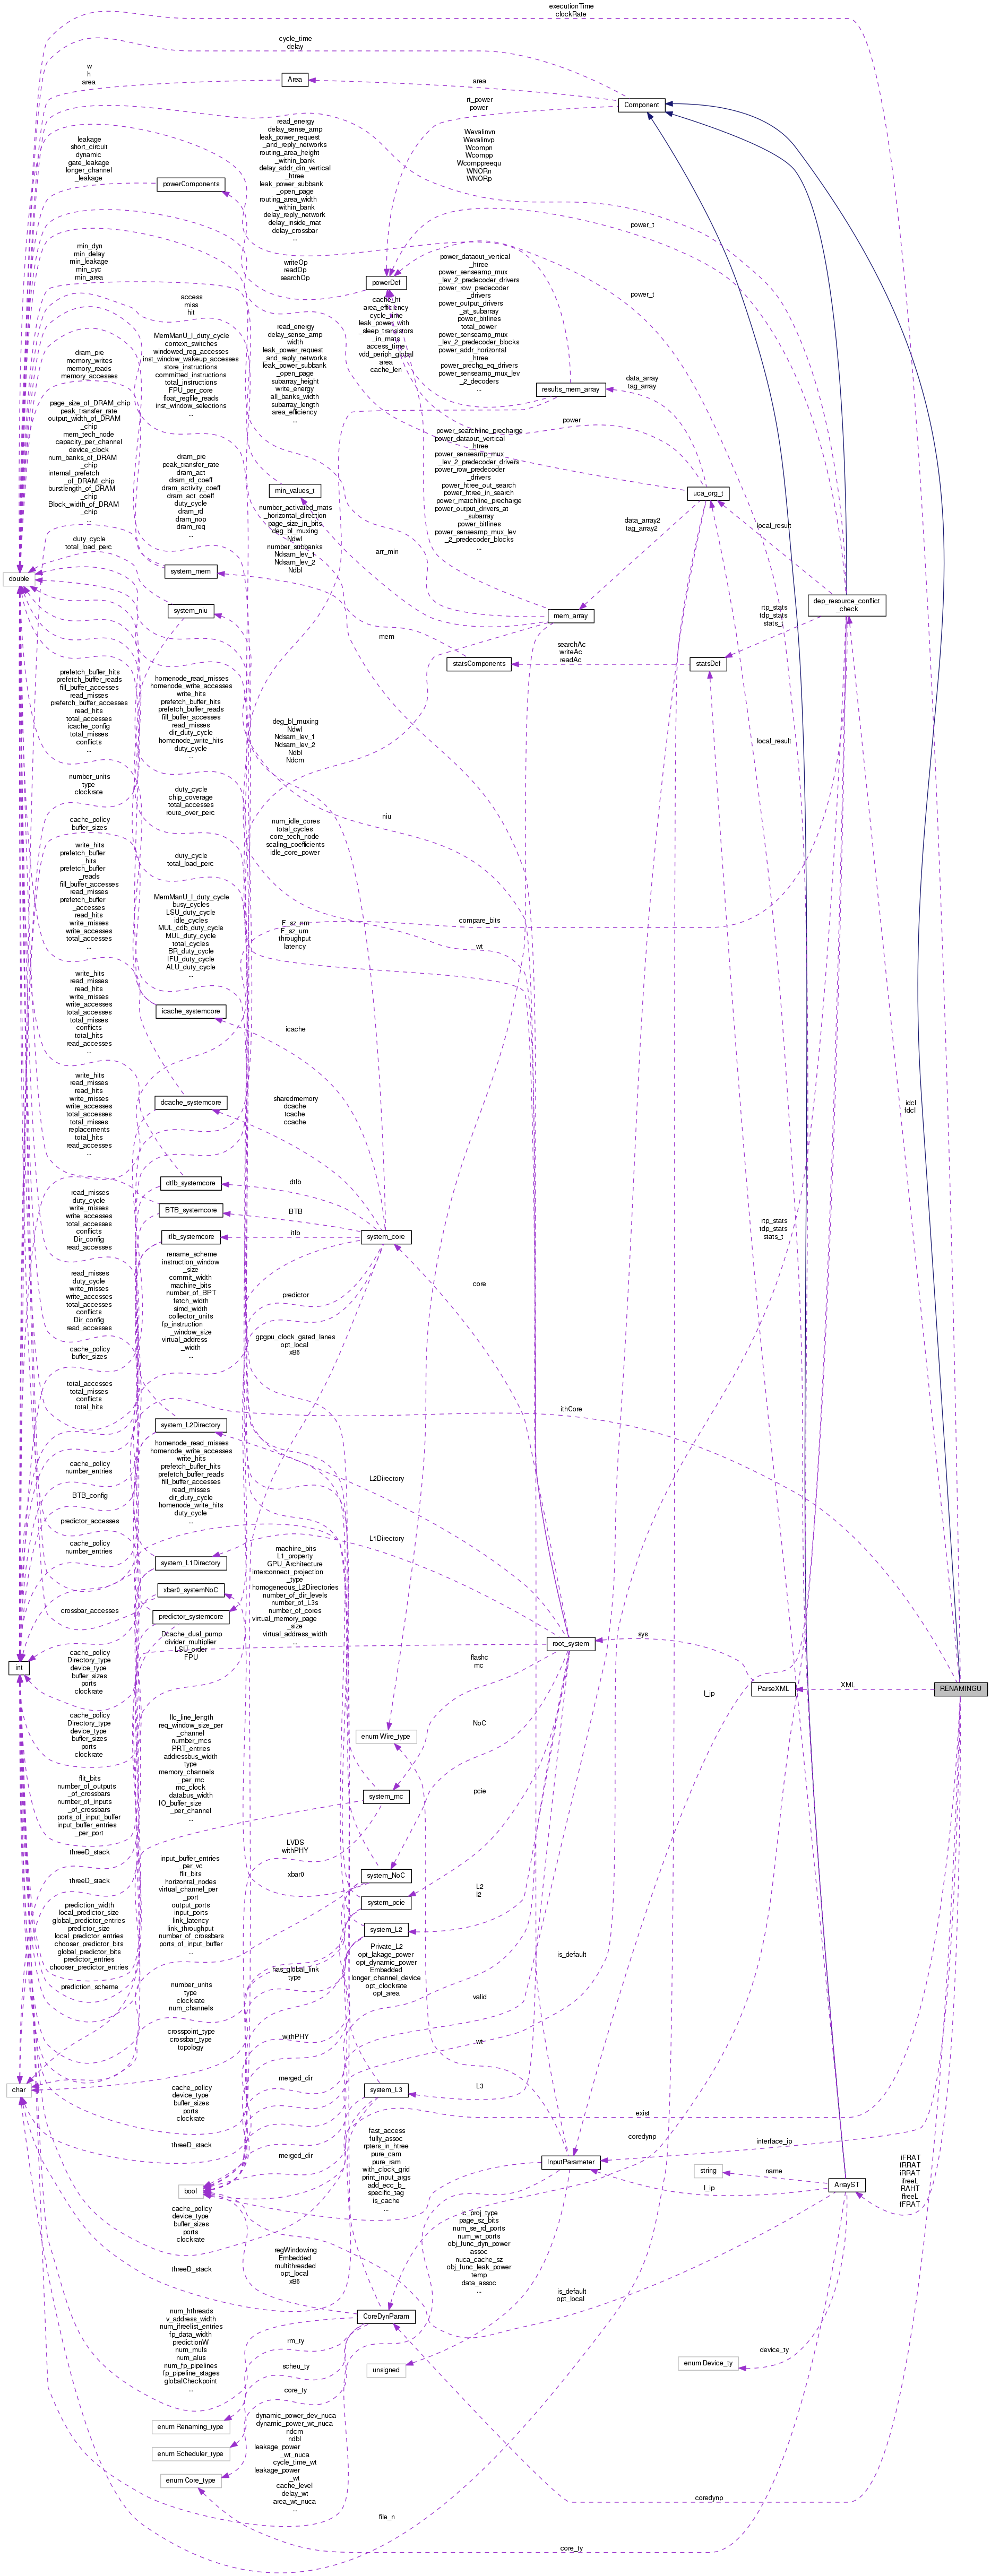 executionTime
clockRate
cycle_time
delay
w
h
area
Area
area
Component
rt_power
power
read_energy
delay_sense_amp
leak_power_request
_and_reply_networks
routing_area_height
_within_bank
delay_addr_din_vertical
_htree
leak_power_subbank
_open_page
routing_area_width
_within_bank
delay_reply_network
delay_inside_mat
delay_crossbar
...
Wevalinvn
Wevalinvp
Wcompn
Wcompp
Wcomppreequ
WNORn
WNORp
leakage
short_circuit
dynamic
gate_leakage
longer_channel
_leakage
powerComponents
power_t
min_dyn
min_delay
min_leakage
min_cyc
min_area
writeOp
readOp
searchOp
powerDef
power_dataout_vertical
_htree
power_senseamp_mux
_lev_2_predecoder_drivers
power_row_predecoder
_drivers
power_output_drivers
_at_subarray
power_bitlines
total_power
power_senseamp_mux
_lev_2_predecoder_blocks
power_addr_horizontal
_htree
power_prechg_eq_drivers
power_senseamp_mux_lev
_2_decoders
...
power_t
access
miss
hit
cache_ht
area_efficiency
cycle_time
leak_power_with
_sleep_transistors
_in_mats
access_time
vdd_periph_global
area
cache_len
MemManU_I_duty_cycle
context_switches
windowed_reg_accesses
inst_window_wakeup_accesses
store_instructions
committed_instructions
total_instructions
FPU_per_core
float_regfile_reads
inst_window_selections
...
read_energy
delay_sense_amp
width
leak_power_request
_and_reply_networks
leak_power_subbank
_open_page
subarray_height
write_energy
all_banks_width
subarray_length
area_efficiency
...
dram_pre
memory_writes
memory_reads
memory_accesses
data_array
tag_array
results_mem_array
page_size_of_DRAM_chip
peak_transfer_rate
output_width_of_DRAM
_chip
mem_tech_node
capacity_per_channel
device_clock
num_banks_of_DRAM
_chip
internal_prefetch
_of_DRAM_chip
burstlength_of_DRAM
_chip
Block_width_of_DRAM
_chip
...
power
power_searchline_precharge
power_dataout_vertical
_htree
power_senseamp_mux
_lev_2_predecoder_drivers
power_row_predecoder
_drivers
power_htree_out_search
power_htree_in_search
power_matchline_precharge
power_output_drivers_at
_subarray
power_bitlines
power_senseamp_mux_lev
_2_predecoder_blocks
...
dram_pre
peak_transfer_rate
dram_act
dram_rd_coeff
dram_activity_coeff
dram_act_coeff
duty_cycle
dram_rd
dram_nop
dram_req
...
min_values_t
uca_org_t
number_activated_mats
_horizontal_direction
page_size_in_bits
deg_bl_muxing
Ndwl
number_subbanks
Ndsam_lev_1
Ndsam_lev_2
Ndbl
data_array2
tag_array2
local_result
duty_cycle
total_load_perc
arr_min
double
system_mem
dep_resource_conflict
_check
system_niu
mem_array
rtp_stats
tdp_stats
stats_t
mem
searchAc
writeAc
readAc
statsComponents
statsDef
prefetch_buffer_hits
prefetch_buffer_reads
fill_buffer_accesses
read_misses
prefetch_buffer_accesses
read_hits
total_accesses
icache_config
total_misses
conflicts
...
homenode_read_misses
homenode_write_accesses
write_hits
prefetch_buffer_hits
prefetch_buffer_reads
fill_buffer_accesses
read_misses
dir_duty_cycle
homenode_write_hits
duty_cycle
...
deg_bl_muxing
Ndwl
Ndsam_lev_1
Ndsam_lev_2
Ndbl
Ndcm
local_result
number_units
type
clockrate
duty_cycle
chip_coverage
total_accesses
route_over_perc
niu
cache_policy
buffer_sizes
num_idle_cores
total_cycles
core_tech_node
scaling_coefficients
idle_core_power
write_hits
prefetch_buffer
_hits
prefetch_buffer
_reads
fill_buffer_accesses
read_misses
prefetch_buffer
_accesses
read_hits
write_misses
write_accesses
total_accesses
...
duty_cycle
total_load_perc
MemManU_I_duty_cycle
busy_cycles
LSU_duty_cycle
idle_cycles
MUL_cdb_duty_cycle
MUL_duty_cycle
total_cycles
BR_duty_cycle
IFU_duty_cycle
ALU_duty_cycle
...
F_sz_nm
F_sz_um
throughput
latency
compare_bits
wt
idcl
fdcl
write_hits
read_misses
read_hits
write_misses
write_accesses
total_accesses
total_misses
conflicts
total_hits
read_accesses
...
icache_systemcore
icache
write_hits
read_misses
read_hits
write_misses
write_accesses
total_accesses
total_misses
replacements
total_hits
read_accesses
...
dcache_systemcore
sharedmemory
dcache
tcache
ccache
dtlb_systemcore
dtlb
BTB_systemcore
BTB
itlb_systemcore
itlb
system_core
rtp_stats
tdp_stats
stats_t
read_misses
duty_cycle
write_misses
write_accesses
total_accesses
conflicts
Dir_config
read_accesses
rename_scheme
instruction_window
_size
commit_width
machine_bits
number_of_BPT
fetch_width
simd_width
collector_units
fp_instruction
_window_size
virtual_address
_width
...
predictor
core
read_misses
duty_cycle
write_misses
write_accesses
total_accesses
conflicts
Dir_config
read_accesses
gpgpu_clock_gated_lanes
opt_local
x86
cache_policy
buffer_sizes
total_accesses
total_misses
conflicts
total_hits
system_L2Directory
ithCore
cache_policy
number_entries
homenode_read_misses
homenode_write_accesses
write_hits
prefetch_buffer_hits
prefetch_buffer_reads
fill_buffer_accesses
read_misses
dir_duty_cycle
homenode_write_hits
duty_cycle
...
L2Directory
BTB_config
predictor_accesses
L1Directory
cache_policy
number_entries
system_L1Directory
machine_bits
L1_property
GPU_Architecture
interconnect_projection
_type
homogeneous_L2Directories
number_of_dir_levels
number_of_L3s
number_of_cores
virtual_memory_page
_size
virtual_address_width
...
crossbar_accesses
xbar0_systemNoC
predictor_systemcore
Dcache_dual_pump
divider_multiplier
LSU_order
FPU
root_system
sys
int
cache_policy
Directory_type
device_type
buffer_sizes
ports
clockrate
flashc
mc
ParseXML
XML
RENAMINGU
l_ip
cache_policy
Directory_type
device_type
buffer_sizes
ports
clockrate
llc_line_length
req_window_size_per
_channel
number_mcs
PRT_entries
addressbus_width
type
memory_channels
_per_mc
mc_clock
databus_width
IO_buffer_size
_per_channel
...
NoC
enum Wire_type
flit_bits
number_of_outputs
_of_crossbars
number_of_inputs
_of_crossbars
ports_of_input_buffer
input_buffer_entries
_per_port
pcie
system_mc
threeD_stack
LVDS
withPHY
threeD_stack
input_buffer_entries
_per_vc
flit_bits
horizontal_nodes
virtual_channel_per
_port
output_ports
input_ports
link_latency
link_throughput
number_of_crossbars
ports_of_input_buffer
...
xbar0
system_NoC
L2
l2
prediction_width
local_predictor_size
global_predictor_entries
predictor_size
local_predictor_entries
chooser_predictor_bits
global_predictor_bits
predictor_entries
chooser_predictor_entries
system_pcie
system_L2
prediction_scheme
has_global_link
type
Private_L2
opt_lakage_power
opt_dynamic_power
Embedded
longer_channel_device
opt_clockrate
opt_area
is_default
number_units
type
clockrate
num_channels
valid
crosspoint_type
crossbar_type
topology
withPHY
wt
char
merged_dir
system_L3
L3
cache_policy
device_type
buffer_sizes
ports
clockrate
exist
threeD_stack
merged_dir
fast_access
fully_assoc
rpters_in_htree
pure_cam
pure_ram
with_clock_grid
print_input_args
add_ecc_b_
specific_tag
is_cache
...
coredynp
interface_ip
InputParameter
string
name
iFRAT
fRRAT
iRRAT
ifreeL
RAHT
ffreeL
fFRAT
bool
l_ip
ArrayST
cache_policy
device_type
buffer_sizes
ports
clockrate
ic_proj_type
page_sz_bits
num_se_rd_ports
num_wr_ports
obj_func_dyn_power
assoc
nuca_cache_sz
obj_func_leak_power
temp
data_assoc
...
threeD_stack
regWindowing
Embedded
multithreaded
opt_local
x86
is_default
opt_local
num_hthreads
v_address_width
num_ifreelist_entries
fp_data_width
predictionW
num_muls
num_alus
num_fp_pipelines
fp_pipeline_stages
globalCheckpoint
...
CoreDynParam
rm_ty
scheu_ty
unsigned
device_ty
enum Device_ty
core_ty
enum Renaming_type
enum Scheduler_type
enum Core_type
dynamic_power_dev_nuca
dynamic_power_wt_nuca
ndcm
ndbl
leakage_power
_wt_nuca
cycle_time_wt
leakage_power
_wt
cache_level
delay_wt
area_wt_nuca
...
coredynp
file_n
core_ty